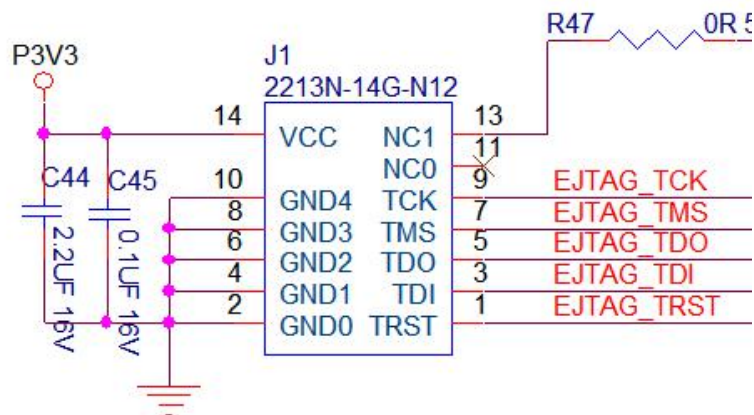 R47
0R 5
P3V3
J1
2213N-14G-N12
14
VCC
NC1
13
NC0
11
C44
C45
10
GND4
TCK
9
EJTAG_TCK
8
GND3
TMS
7
EJTAG_TMS
6
GND2
TDO
5
EJTAG_TDO
4
GND1
TDI
3
EJTAG_TDI
2
GND0
TRST
1
EJTAG_TRST
2.2UF 16V
0.1UF 16V